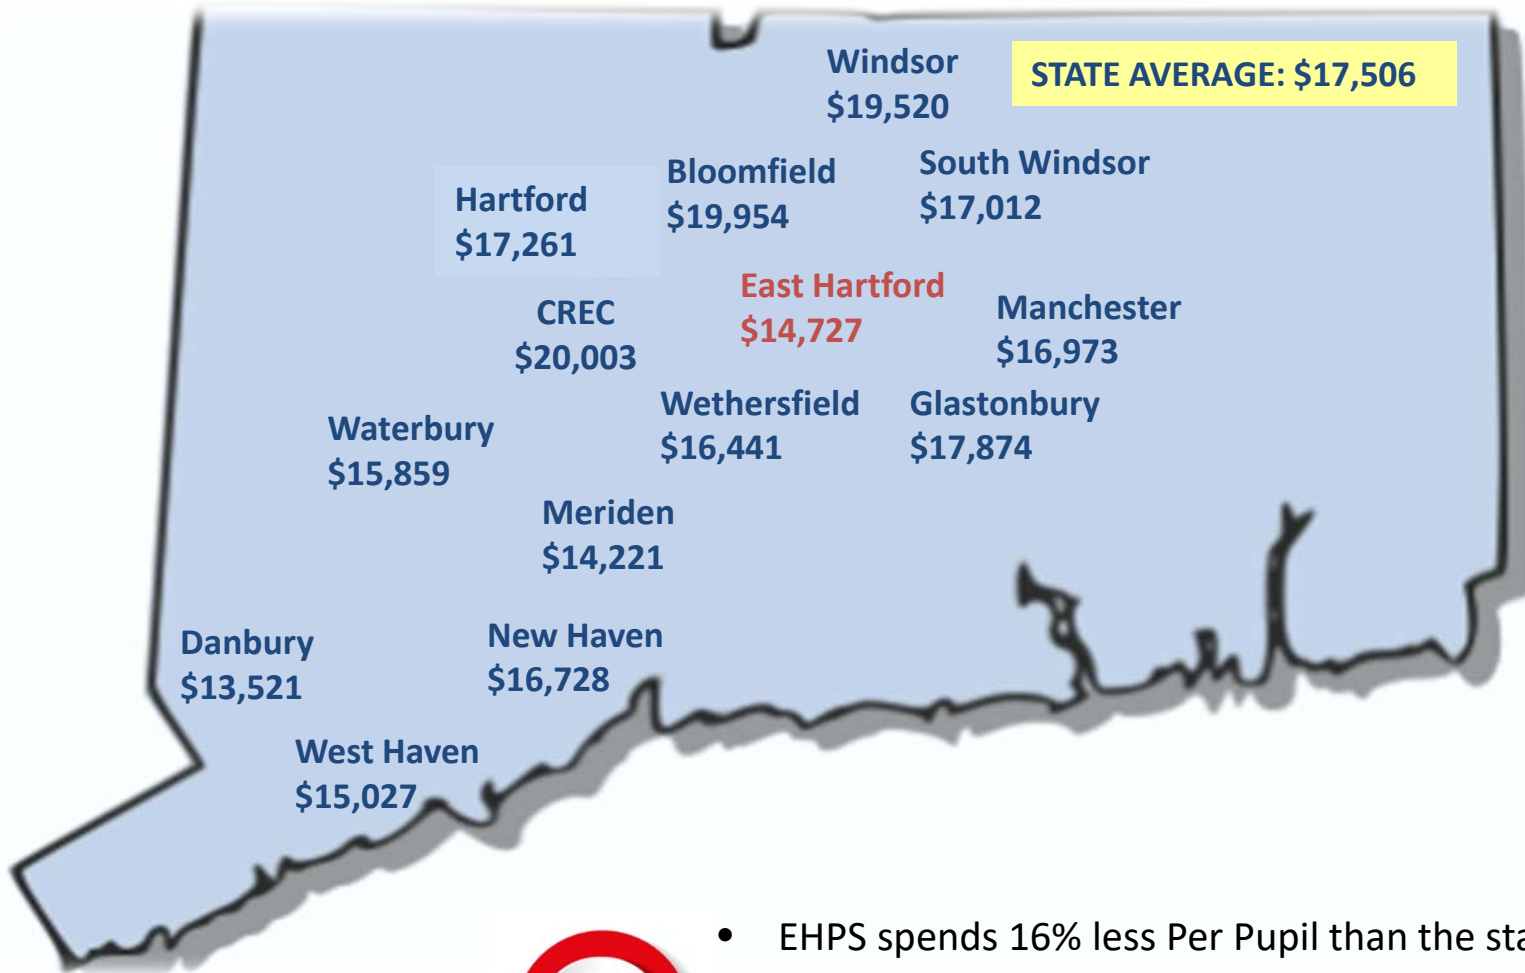 Windsor
$19,520
STATE AVERAGE: $17,506
Bloomfield
$19,954
South Windsor
$17,012
Hartford
$17,261
East Hartford
$14,727
CREC
$20,003
Manchester
$16,973
Wethersfield
$16,441
Glastonbury
$17,874
Waterbury
$15,859
Meriden
$14,221
Danbury
$13,521
New Haven
$16,728
West Haven
$15,027
• EHPS spends 16% less Per Pupil than the sta